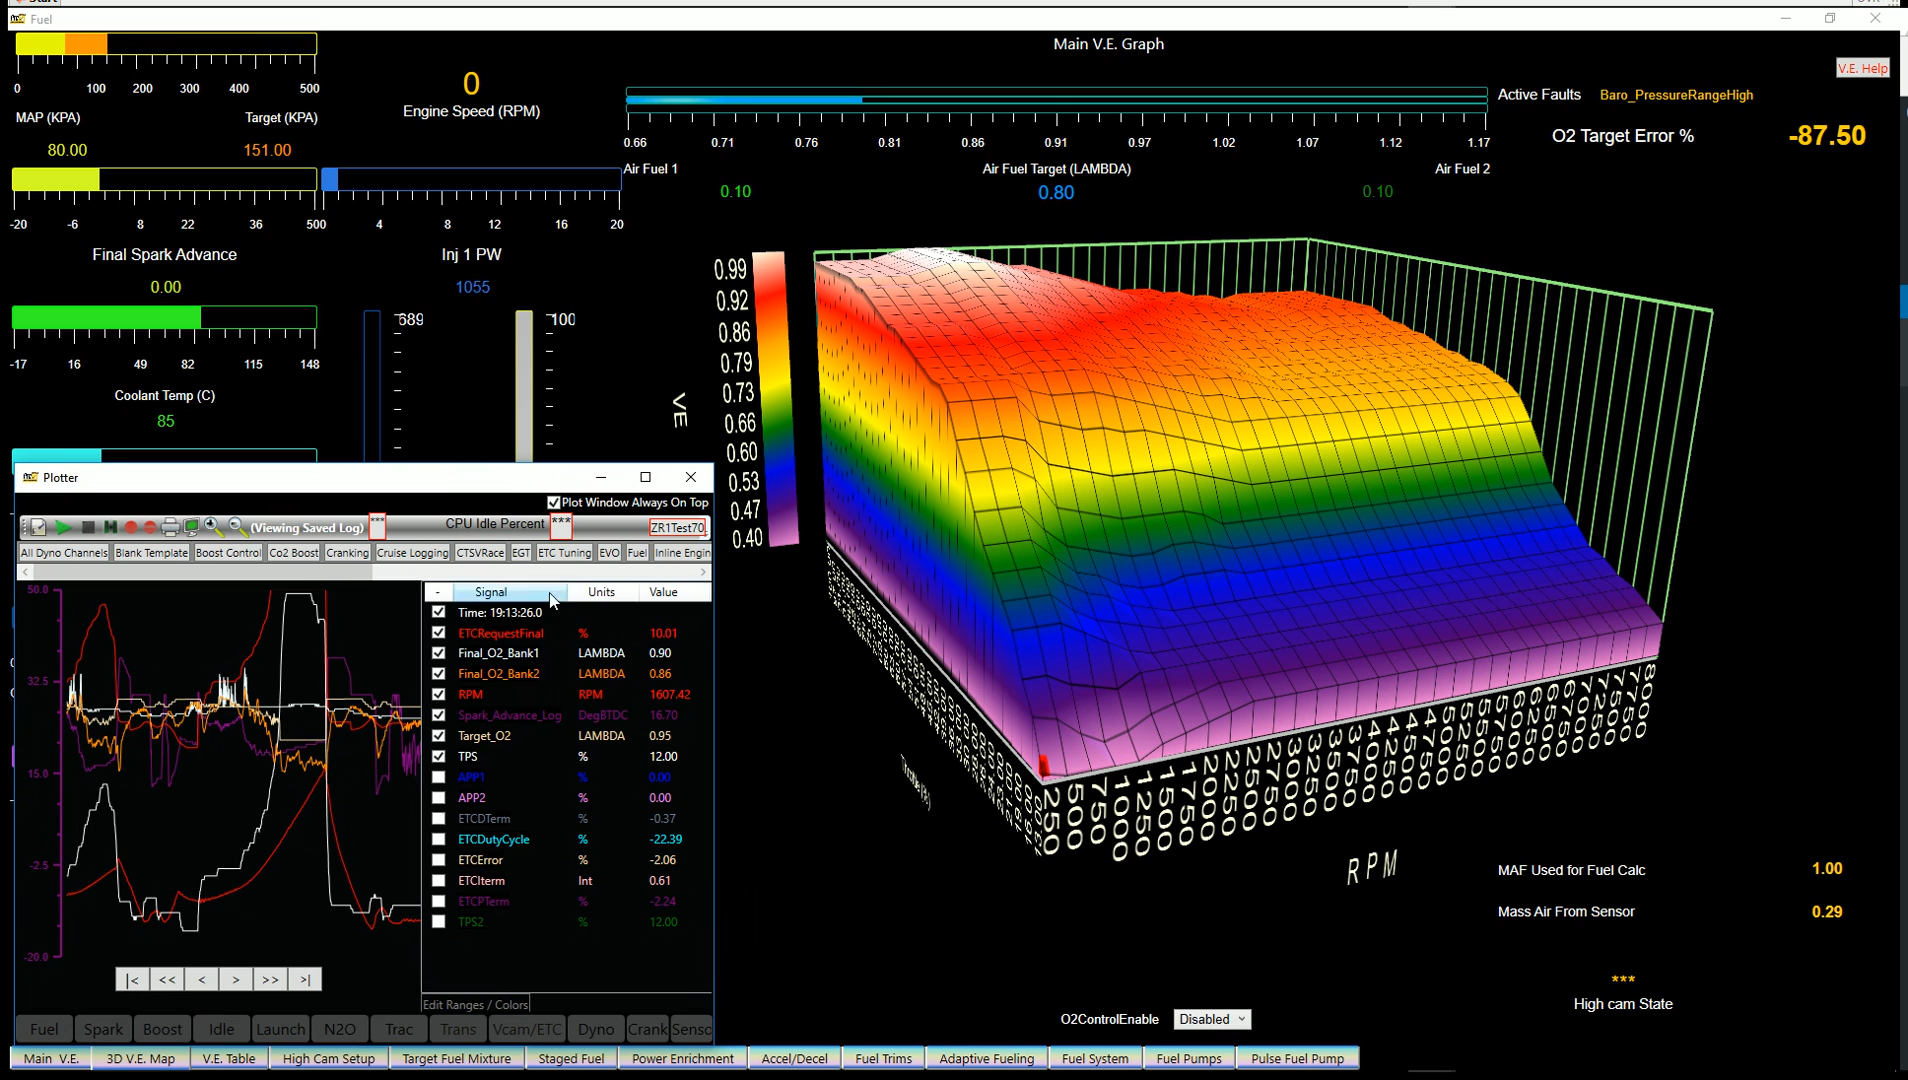 Start
Fuel
Main V.E. Graph
V.E. Help
0 100 200 300 400 500
MAP (KPA) Target (KPA)
80.00 151.00
0
Engine Speed (RPM)
0.66 0.71 0.76 0.81 0.86 0.91 0.97 1.02 1.07 1.12 1.17
Air Fuel 1 Air Fuel Target (LAMBDA) Air Fuel 2
0.10 0.80 0.10
Active Faults Baro_PressureRangeHigh
O2 Target Error % -87.50
-20 -6 8 22 36 500 4 8 12 16 20
Final Spark Advance Inj 1 PW
0.00 1055
-17 16 49 82 115 148
Coolant Temp (C)
85
689 100
VE
0.99
0.92
0.86
0.79
0.73
0.66
0.60
0.53
0.47
0.40
250 500 750 1000 1250 1500 1750 2000 2250 2500 2750 3000 3250 3500 3750 4000 4250 4500 4750 5000 5250 5500 5750 6000 6250 6500 6750 7000 7250 7500 7750 8000
RPM
Plotter
Plot Window Always On Top
(Viewing Saved Log) *** CPU Idle Percent *** ZR1Test70
All Dyno Channels Blank Template Boost Control Co2 Boost Cranking Cruise Logging CTSVRace EGT ETC Tuning EVO Fuel Inline Engin
50.0
32.5
15.0
-2.5
-20.0
- Signal Units Value
Time: 19:13:26.0
ETCRequestFinal % 10.01
Final_O2_Bank1 LAMBDA 0.90
Final_O2_Bank2 LAMBDA 0.86
RPM RPM 1607.42
Spark_Advance_Log DegBTDC 16.70
Target_O2 LAMBDA 0.95
TPS % 12.00
APP1 % 0.00
APP2 % 0.00
ETCDTerm % -0.37
ETCDutyCycle % -22.39
ETCError % -2.06
ETCIterm Int 0.61
ETCPTerm % -2.24
TPS2 % 12.00
|< << < > >> >|
Edit Ranges / Colors
MAF Used for Fuel Calc 1.00
Mass Air From Sensor 0.29
***
High cam State
O2ControlEnable Disabled
Fuel Spark Boost Idle Launch N2O Trac Trans Vcam/ETC Dyno Crank Senso
Main V.E. 3D V.E. Map V.E. Table High Cam Setup Target Fuel Mixture Staged Fuel Power Enrichment Accel/Decel Fuel Trims Adaptive Fueling Fuel System Fuel Pumps Pulse Fuel Pump